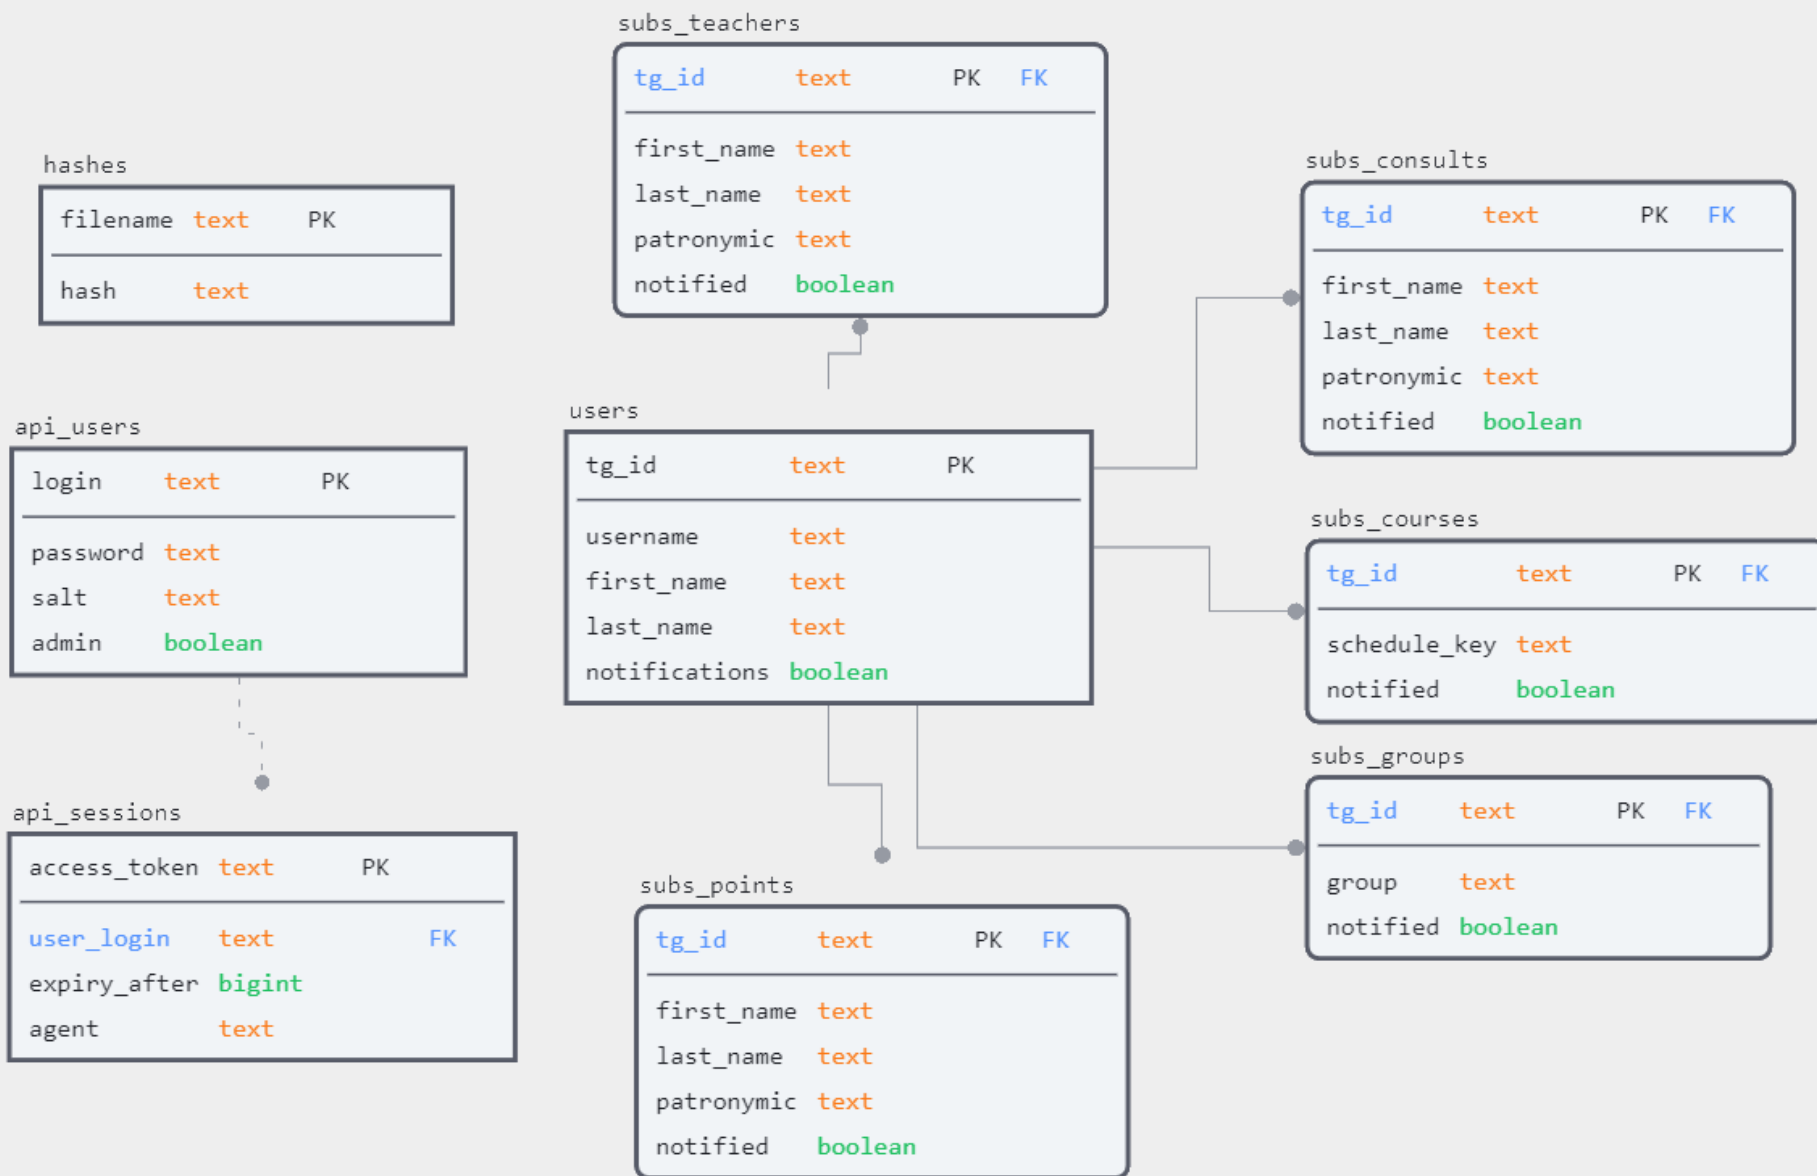 subs_teachers
tg_id text PK FK
first_name text
last_name text
patronymic text
notified boolean
hashes
filename text PK
hash text
subs_consults
tg_id text PK FK
first_name text
last_name text
patronymic text
notified boolean
api_users
login text PK
password text
salt text
admin boolean
users
tg_id text PK
username text
first_name text
last_name text
notifications boolean
subs_courses
tg_id text PK FK
schedule_key text
notified boolean
subs_groups
tg_id text PK FK
group text
notified boolean
api_sessions
access_token text PK
user_login text FK
expiry_after bigint
agent text
subs_points
tg_id text PK FK
first_name text
last_name text
patronymic text
notified boolean